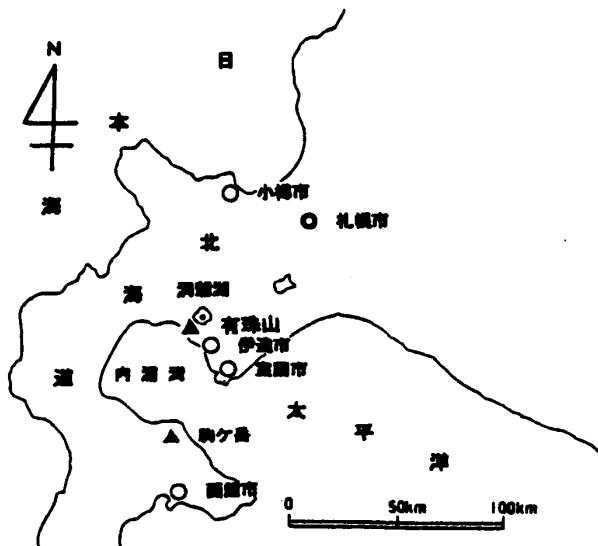 N
日
本
海
小樽市
札幌市
北
海
道
洞爺湖
有珠山
伊達市
室蘭市
内浦湾
駒ケ岳
函館市
太
平
洋
0 50km 100km